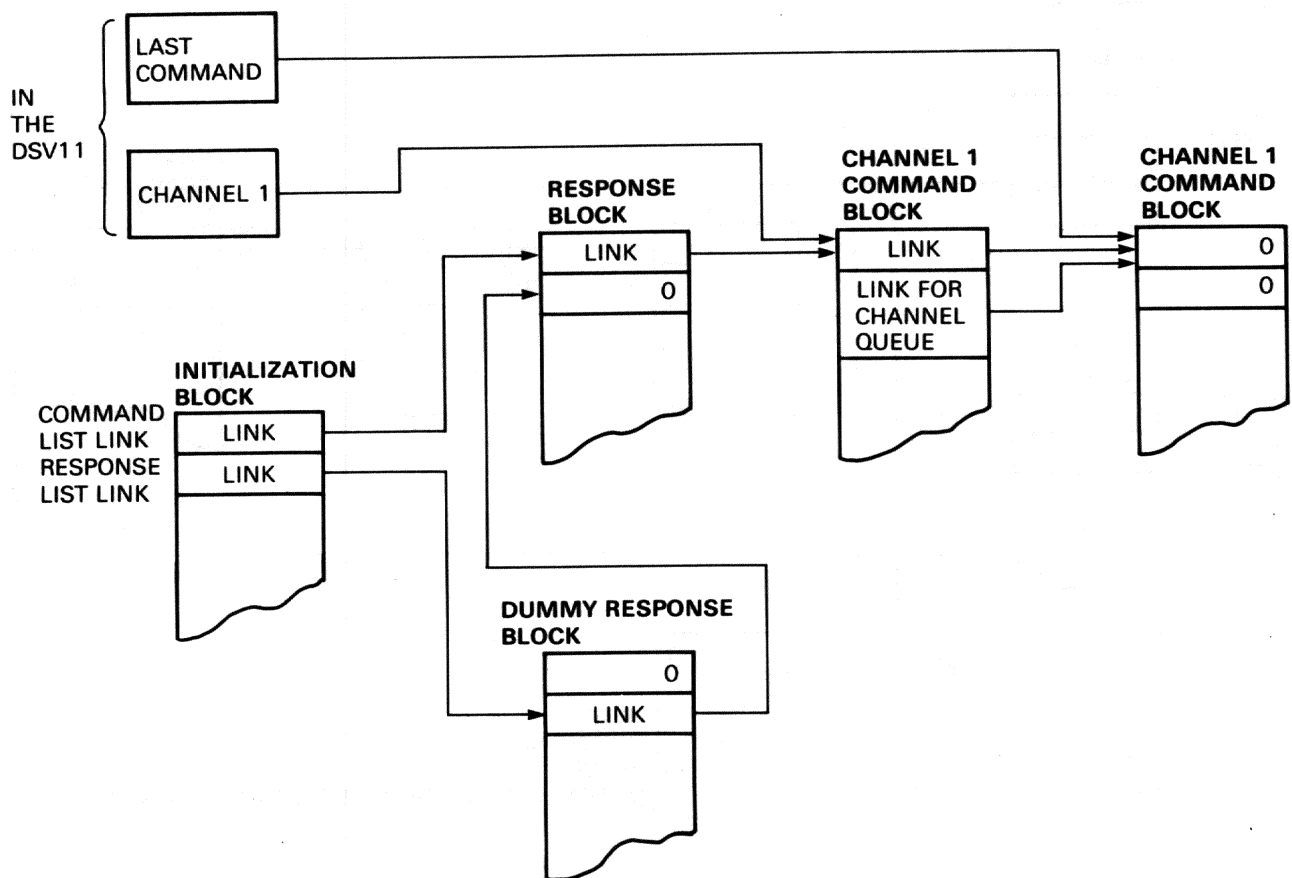 LAST
COMMAND
IN
THE
DSV11
CHANNEL 1
RESPONSE
BLOCK
LINK
0
CHANNEL 1
COMMAND
BLOCK
LINK
LINK FOR
CHANNEL
QUEUE
CHANNEL 1
COMMAND
BLOCK
0
0
INITIALIZATION
BLOCK
COMMAND
LIST LINK
RESPONSE
LIST LINK
LINK
LINK
DUMMY RESPONSE
BLOCK
0
LINK